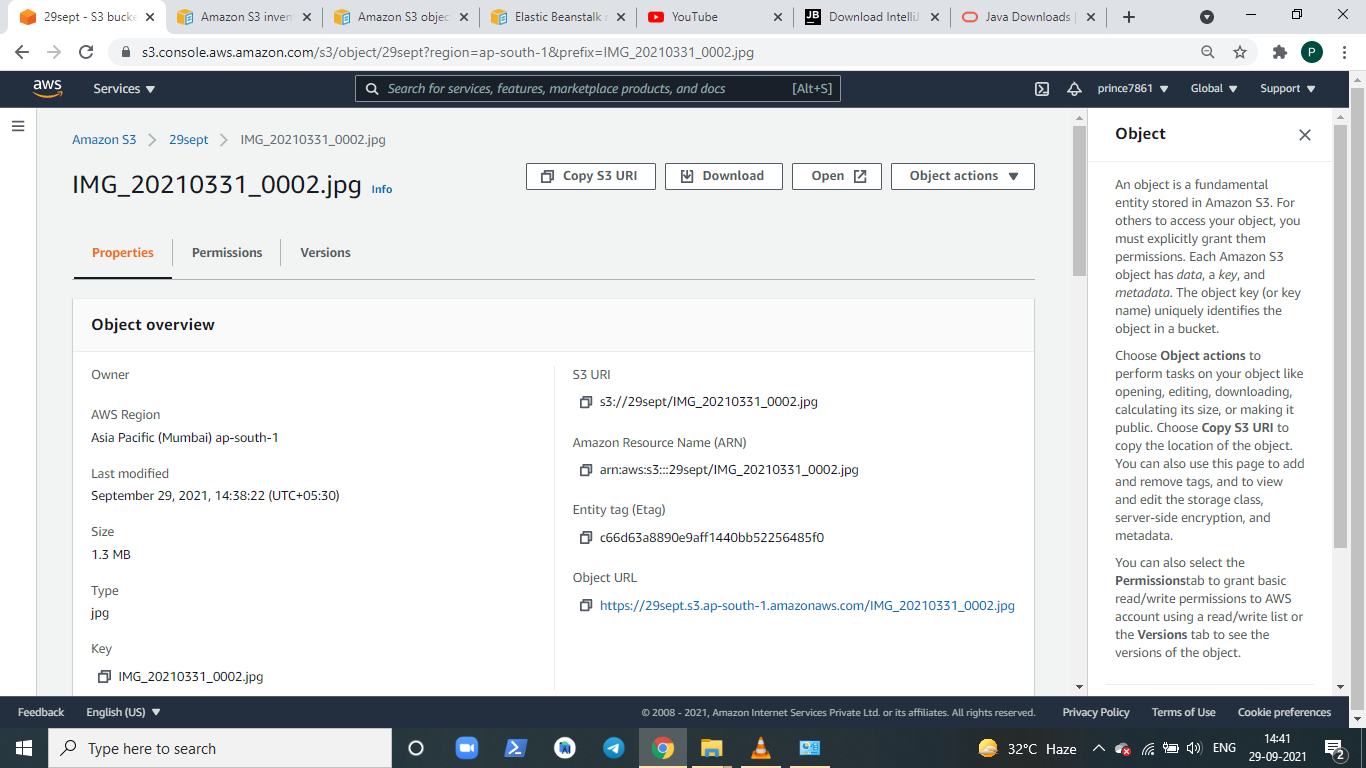 29sept - S3 buck
Amazon S3 inven
Amazon S3 objec
Elastic Beanstalk
YouTube
JB
Download IntelliJ
Java Downloads |
s3.console.aws.amazon.com/s3/object/29sept?region=ap-south-1&prefix=IMG_20210331_0002.jpg
P
aws
Services
Search for services, features, marketplace products, and docs
[Alt+S]
prince7861
Global
Support
Amazon S3
29sept
IMG_20210331_0002.jpg
IMG_20210331_0002.jpg
Info
Copy S3 URI
Download
Open
Object actions
Properties
Permissions
Versions
Object overview
Owner
AWS Region
Asia Pacific (Mumbai) ap-south-1
Last modified
September 29, 2021, 14:38:22 (UTC+05:30)
Size
1.3 MB
Type
jpg
Key
IMG_20210331_0002.jpg
S3 URI
s3://29sept/IMG_20210331_0002.jpg
Amazon Resource Name (ARN)
arn:aws:s3:::29sept/IMG_20210331_0002.jpg
Entity tag (Etag)
c66d63a8890e9aff1440bb52256485f0
Object URL
https://29sept.s3.ap-south-1.amazonaws.com/IMG_20210331_0002.jpg
Object
An object is a fundamental
entity stored in Amazon S3. For
others to access your object, you
must explicitly grant them
permissions. Each Amazon S3
object has data, a key, and
metadata. The object key (or key
name) uniquely identifies the
object in a bucket.
Choose Object actions to
perform tasks on your object like
opening, editing, downloading,
calculating its size, or making it
public. Choose Copy S3 URI to
copy the location of the object.
You can also use this page to add
and remove tags, and to view
and edit the storage class,
server-side encryption, and
metadata.
You can also select the
Permissionstab to grant basic
read/write permissions to AWS
account using a read/write list or
the Versions tab to see the
versions of the object.
Feedback
English (US)
© 2008 - 2021, Amazon Internet Services Private Ltd. or its affiliates. All rights reserved.
Privacy Policy
Terms of Use
Cookie preferences
Type here to search
32°C Haze
ENG
14:41
29-09-2021
2